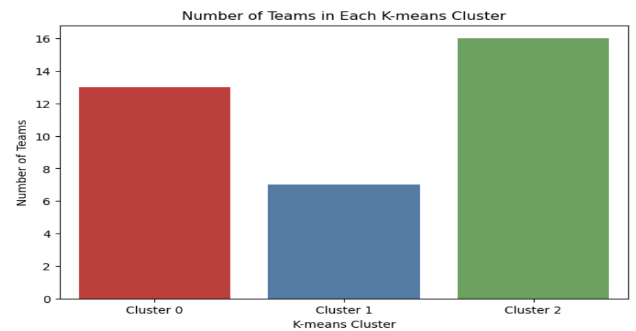 Number of Teams in Each K-means Cluster
Number of Teams
16
14
12
10
8
6
4
2
0
Cluster 0 Cluster 1 Cluster 2
K-means Cluster